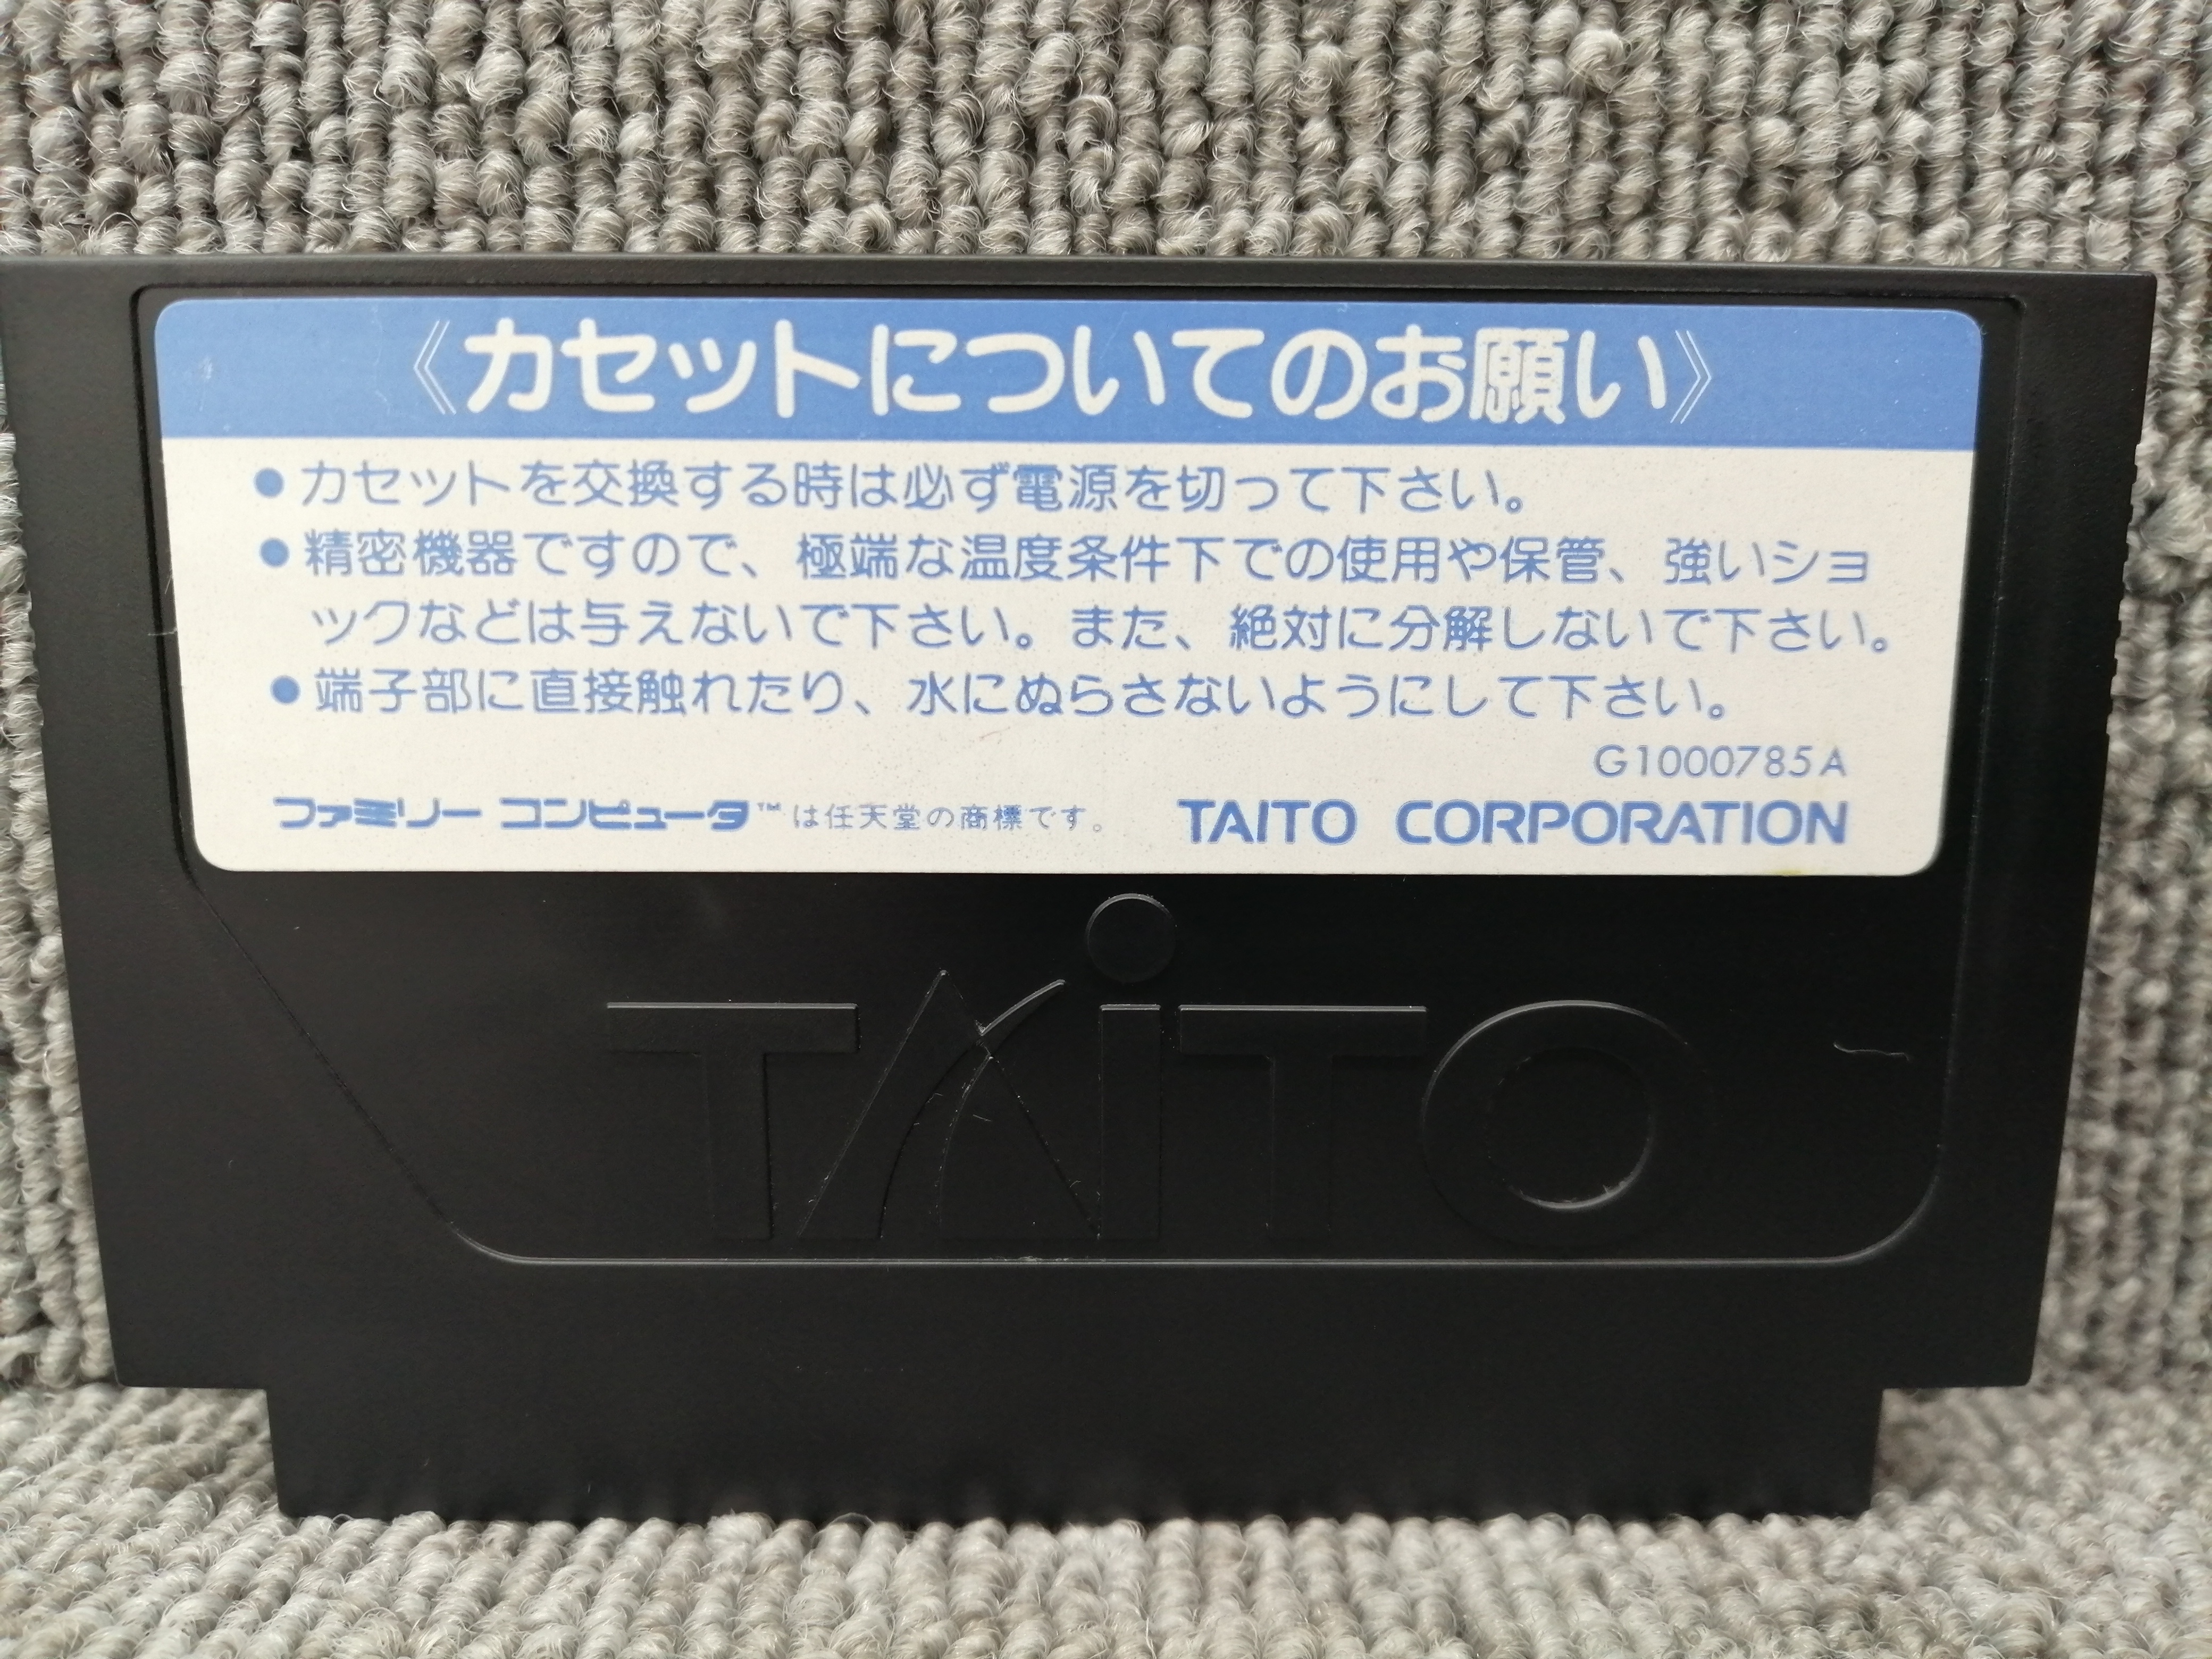 《カセットについてのお願い》
●カセットを交換する時は必ず電源を切って下さい。
●精密機器ですので、極端な温度条件下での使用や保管、強いショ
ックなどは与えないで下さい。また、絶対に分解しないで下さい。
●端子部に直接触れたり、水にぬらさないようにして下さい。
G1000785A
ファミリー コンピュータ™は任天堂の商標です。 TAITO CORPORATION
TAiTO